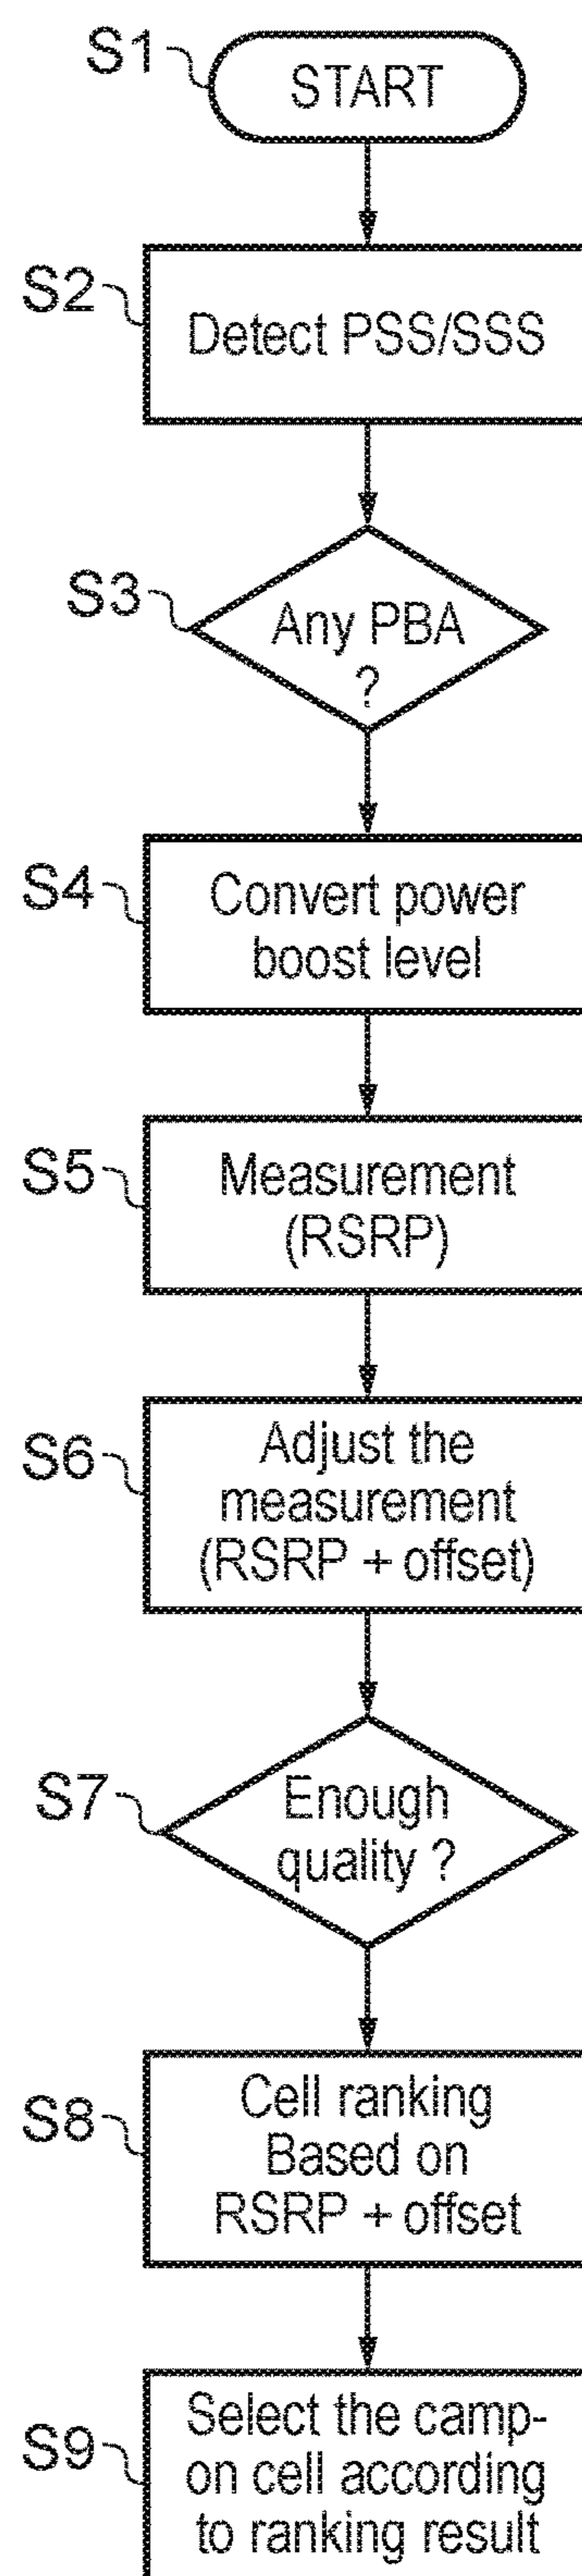 S1
START
S2
Detect PSS/SSS
S3
Any PBA
?
S4
Convert power
boost level
S5
Measurement
(RSRP)
S6
Adjust the
measurement
(RSRP + offset)
S7
Enough
quality ?
S8
Cell ranking
Based on
RSRP + offset
S9
Select the camp-
on cell according
to ranking result